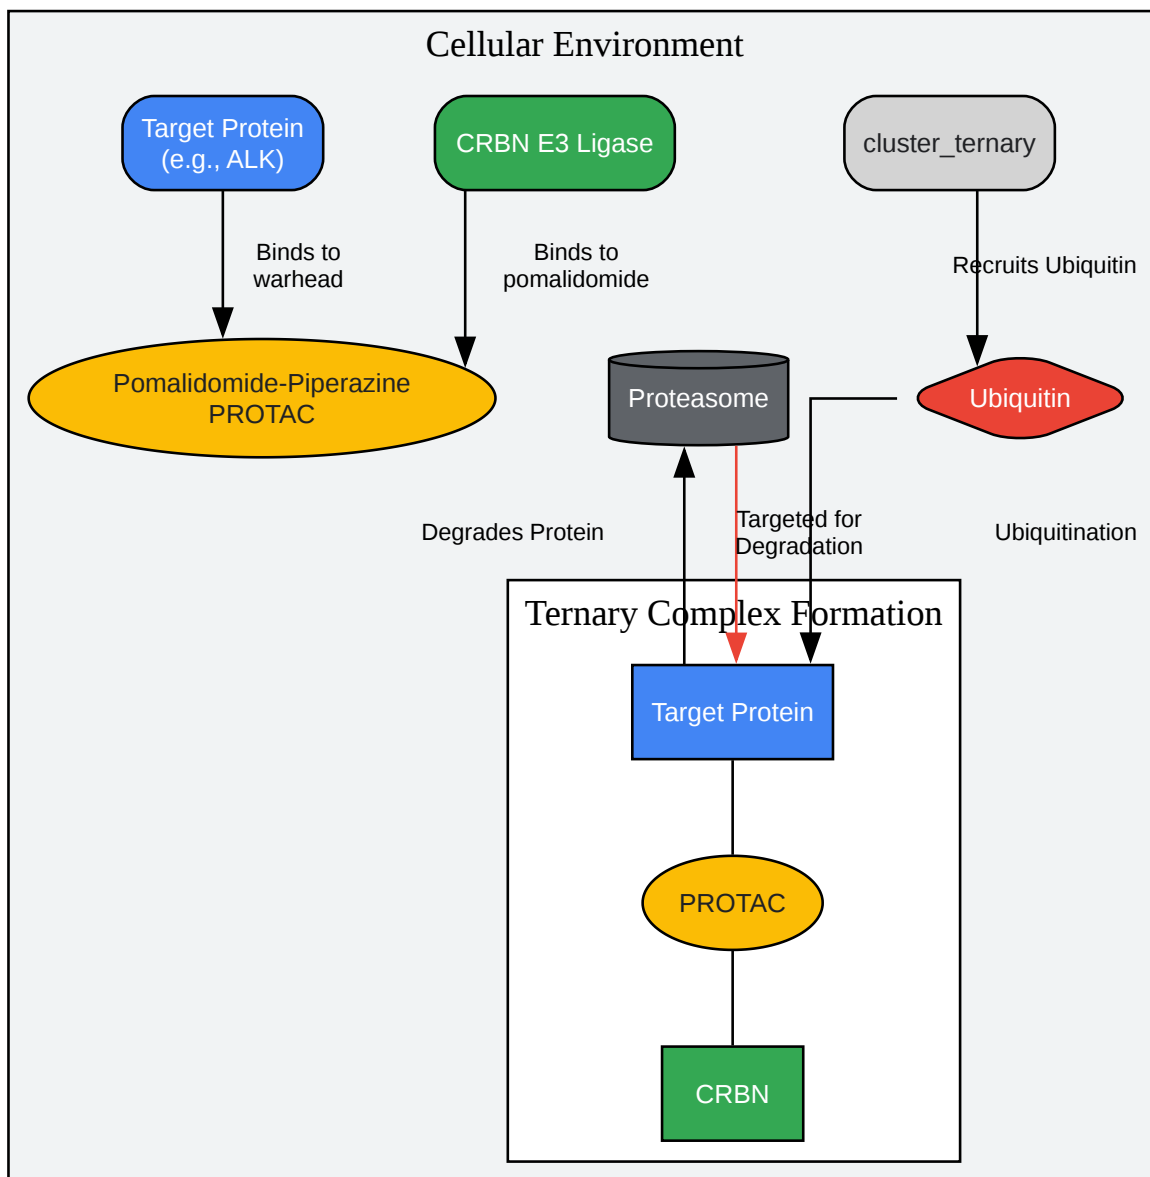 Cellular Environment
Target Protein
(e.g., ALK)
CRBN E3 Ligase
cluster_ternary
Binds to
warhead
Binds to
pomalidomide
Recruits Ubiquitin
Pomalidomide-Piperazine
PROTAC
Proteasome
Ubiquitin
Degrades Protein
Targeted for
Degradation
Ubiquitination
Ternary Complex Formation
Target Protein
PROTAC
CRBN